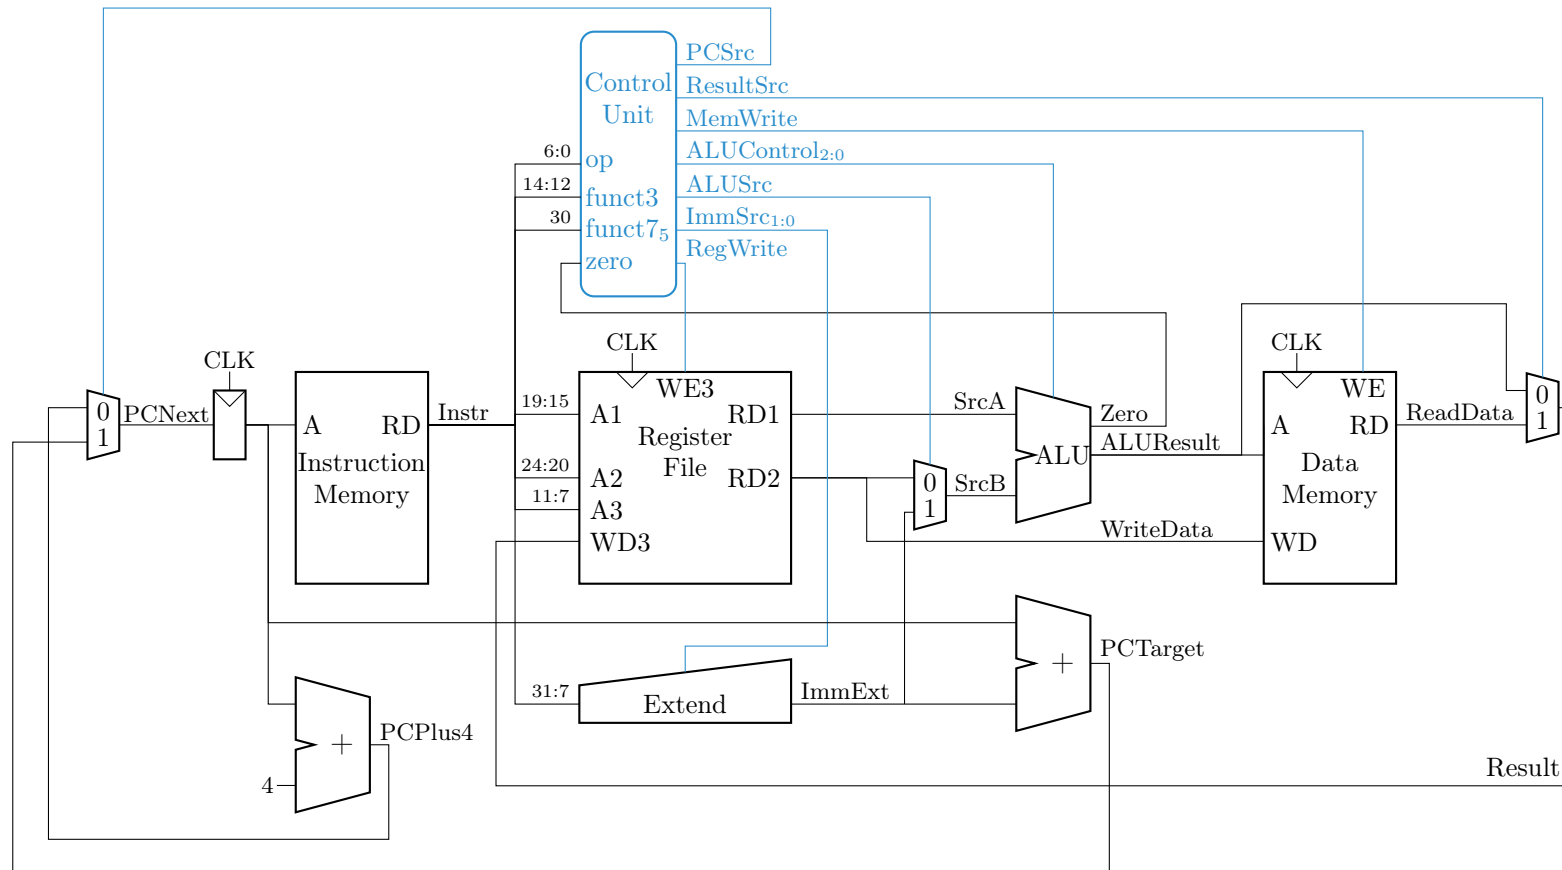 PCSrc
ResultSrc
MemWrite
ALUControl2:0
ALUSrc
ImmSrc1:0
RegWrite
Control
Unit
op
funct3
funct75
zero
6:0
14:12
30
CLK
PCNext
0
1
A
RD
Instruction
Memory
Instr
19:15
24:20
11:7
31:7
CLK
WE3
A1
RD1
Register
File
A2
RD2
A3
WD3
SrcA
0
1
SrcB
ALU
Zero
ALUResult
WriteData
CLK
WE
A
RD
Data
Memory
WD
ReadData
0
1
Extend
ImmExt
+
PCTarget
+
PCPlus4
4
Result